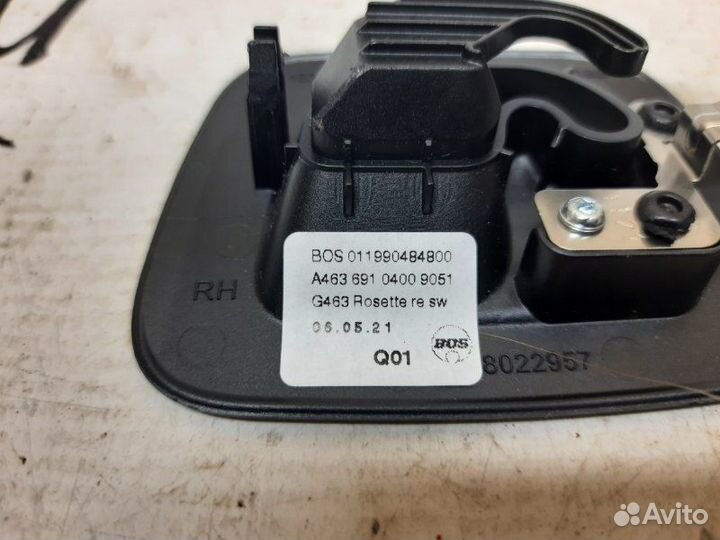 BOS 011990484800
A463 691 0400 9051
G463 Rosette re sw
06.05.21
Q01
BOS
RH
8022957
Avito